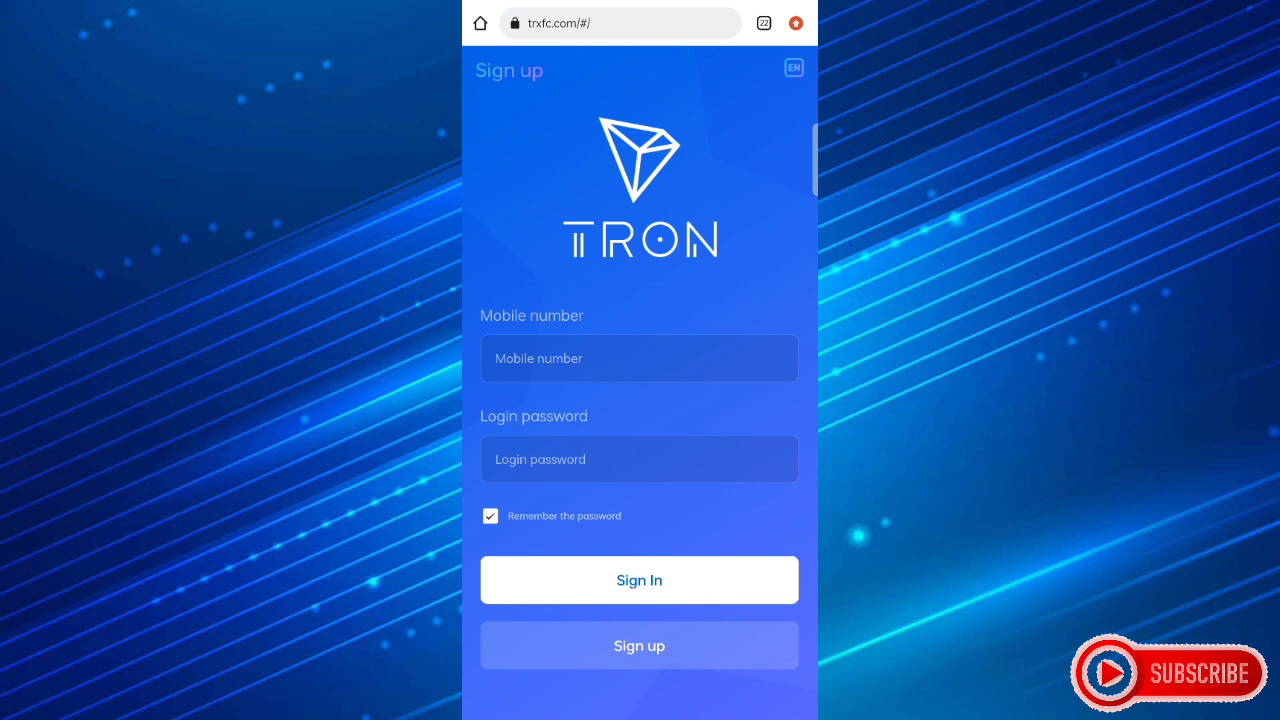 trxfc.com/#/
22
Sign up
EN
TRON
Mobile number
Mobile number
Login password
Login password
Remember the password
Sign In
Sign up
SUBSCRIBE